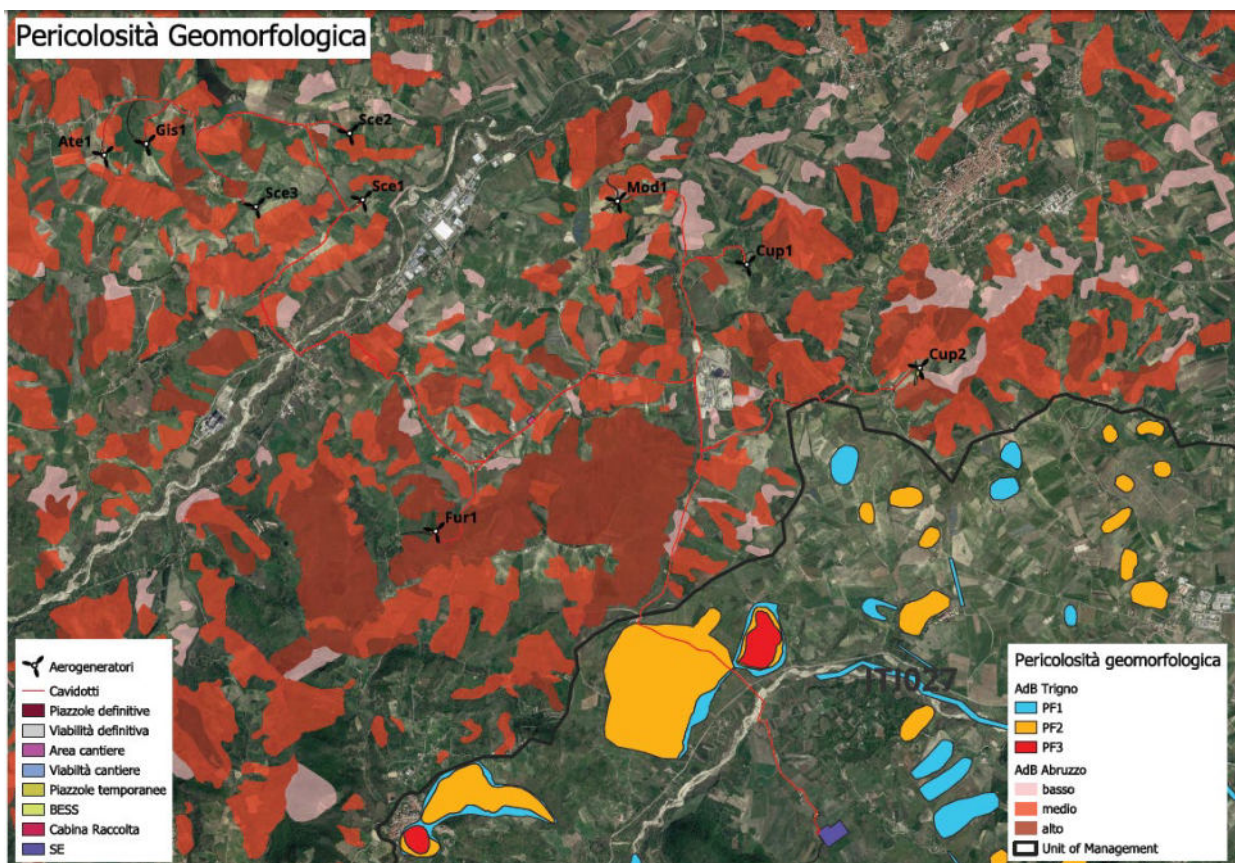 Pericolosità Geomorfologica
Sce2
Gis1
Ate1
Sce1
Mod1
Sce3
Cup1
Cup2
Fur1
ITI027
Aerogeneratori
Cavidotti
Piazzole definitive
Viabilità definitiva
Area cantiere
Viabiltà cantiere
Piazzole temporanee
BESS
Cabina Raccolta
SE
Pericolosità geomorfologica
AdB Trigno
PF1
PF2
PF3
AdB Abruzzo
basso
medio
alto
Unit of Management